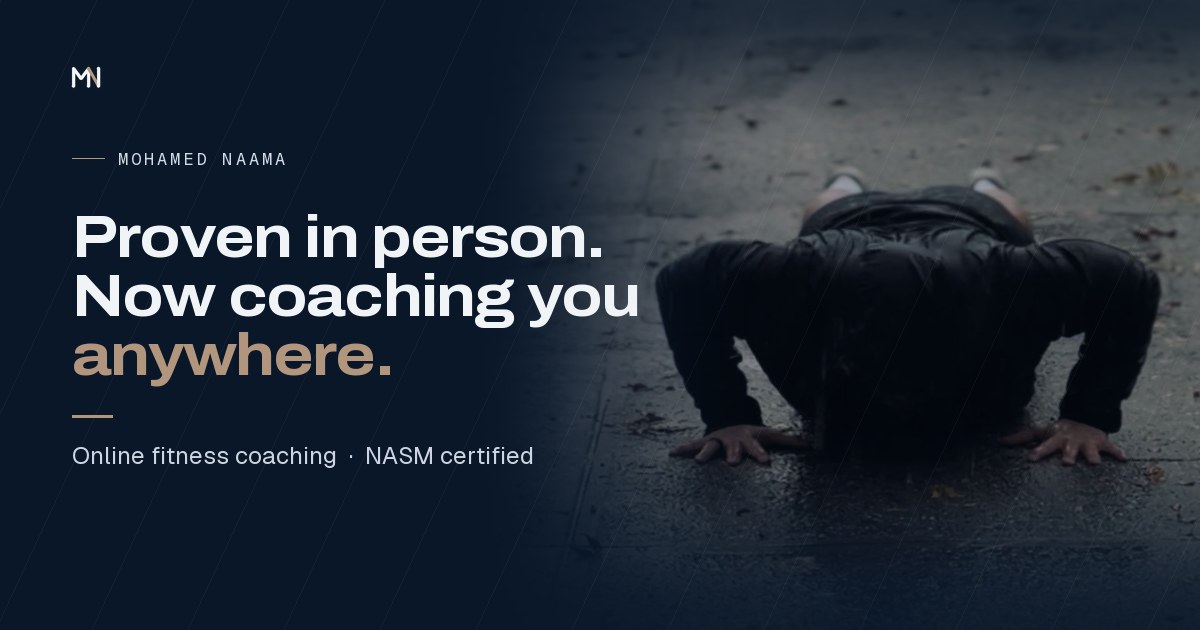 MN
MOHAMED NAAMA
Proven in person.
Now coaching you
anywhere.
Online fitness coaching · NASM certified